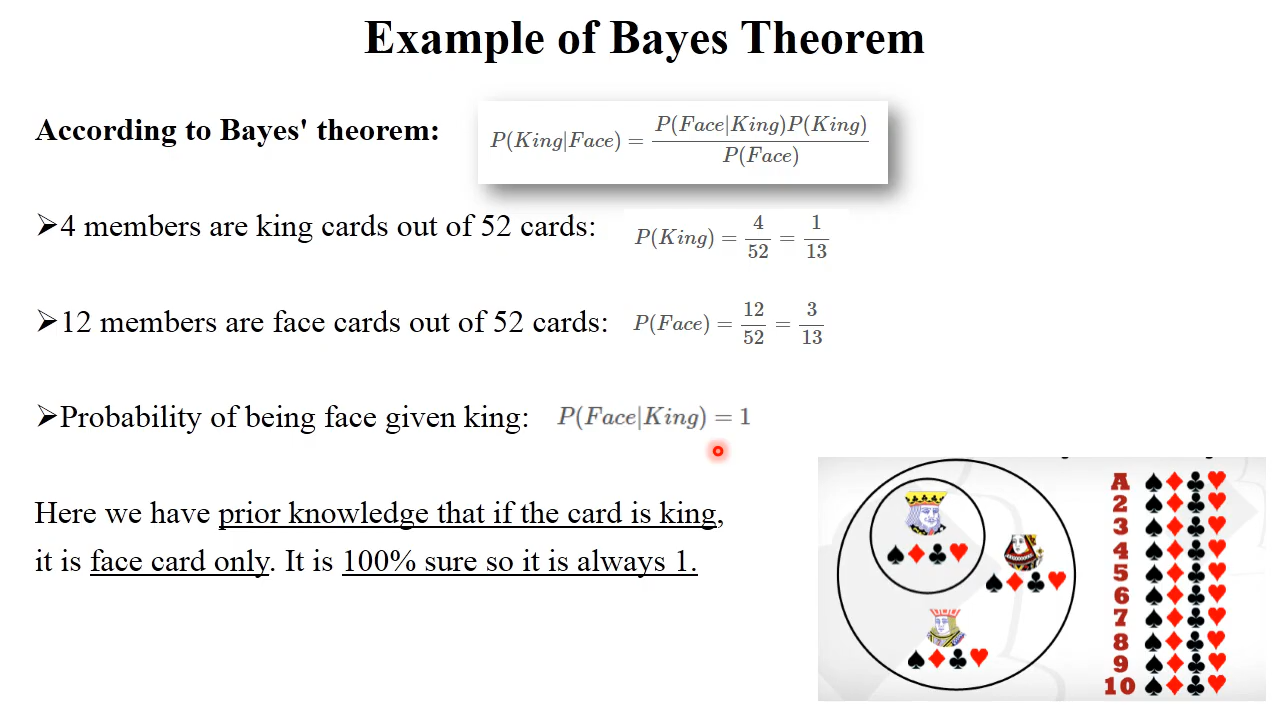 Example of Bayes Theorem
According to Bayes' theorem: P(King|Face) = P(Face|King)P(King) / P(Face)
➢4 members are king cards out of 52 cards: P(King) = 4/52 = 1/13
➢12 members are face cards out of 52 cards: P(Face) = 12/52 = 3/13
➢Probability of being face given king: P(Face|King) = 1
Here we have prior knowledge that if the card is king,
it is face card only. It is 100% sure so it is always 1.
A ♠♦♣♥
2 ♠♦♣♥
3 ♠♦♣♥
4 ♠♦♣♥
5 ♠♦♣♥
6 ♠♦♣♥
7 ♠♦♣♥
8 ♠♦♣♥
9 ♠♦♣♥
10 ♠♦♣♥